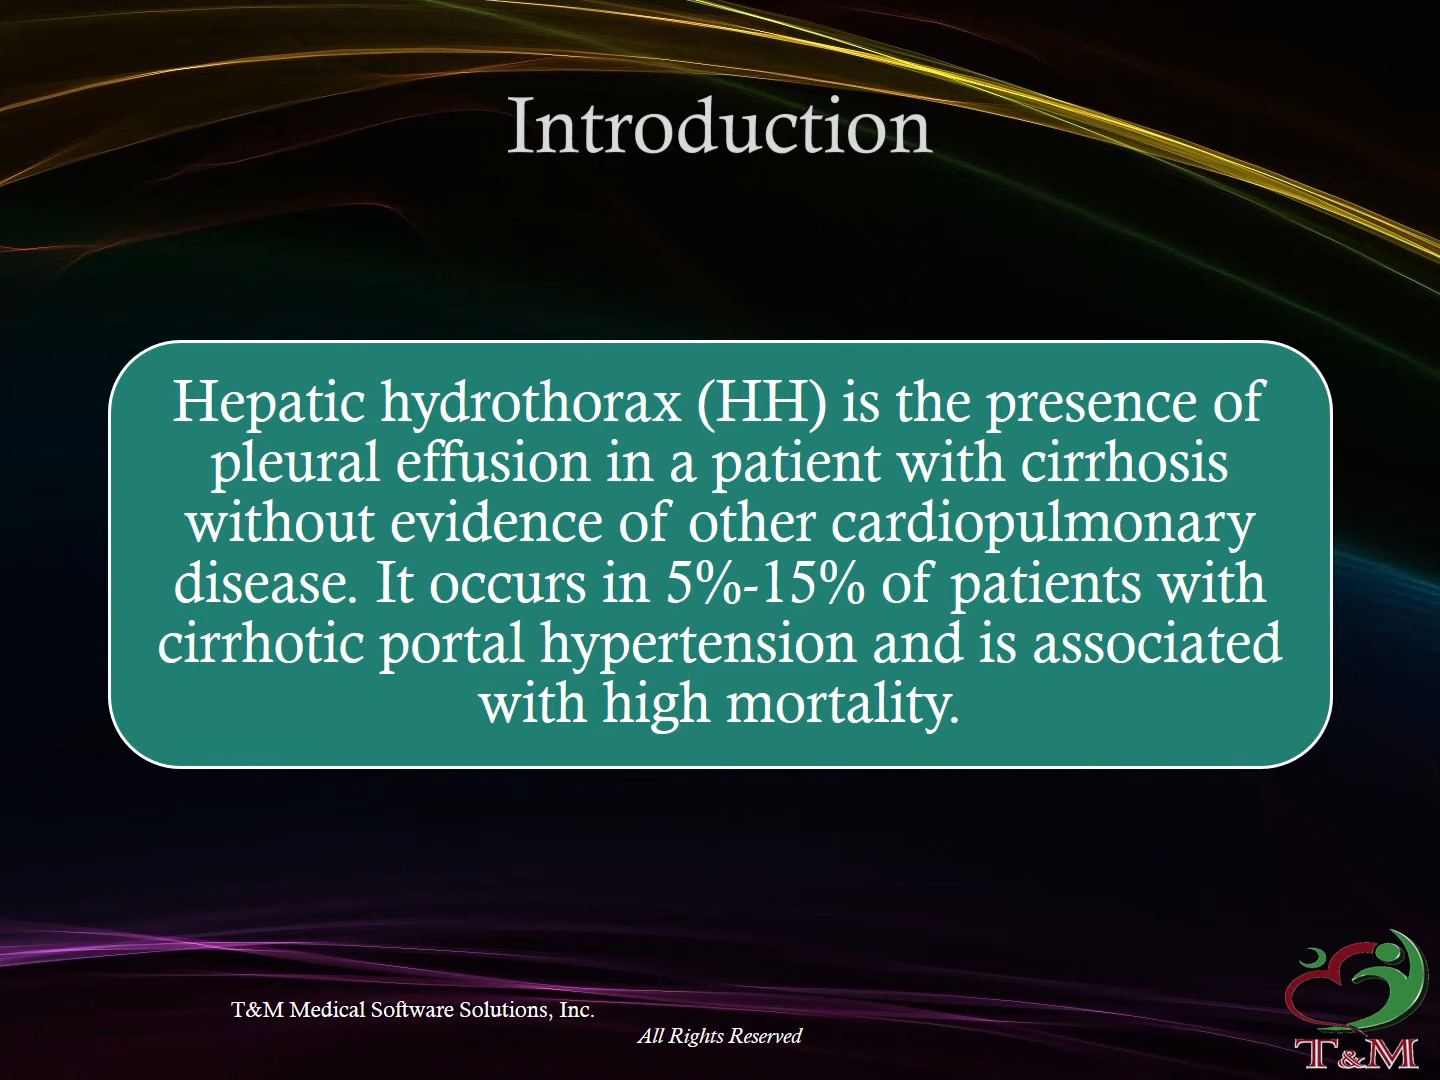 Introduction
Hepatic hydrothorax (HH) is the presence of
pleural effusion in a patient with cirrhosis
without evidence of other cardiopulmonary
disease. It occurs in 5%-15% of patients with
cirrhotic portal hypertension and is associated
with high mortality.
T&M Medical Software Solutions, Inc.
All Rights Reserved
T&M